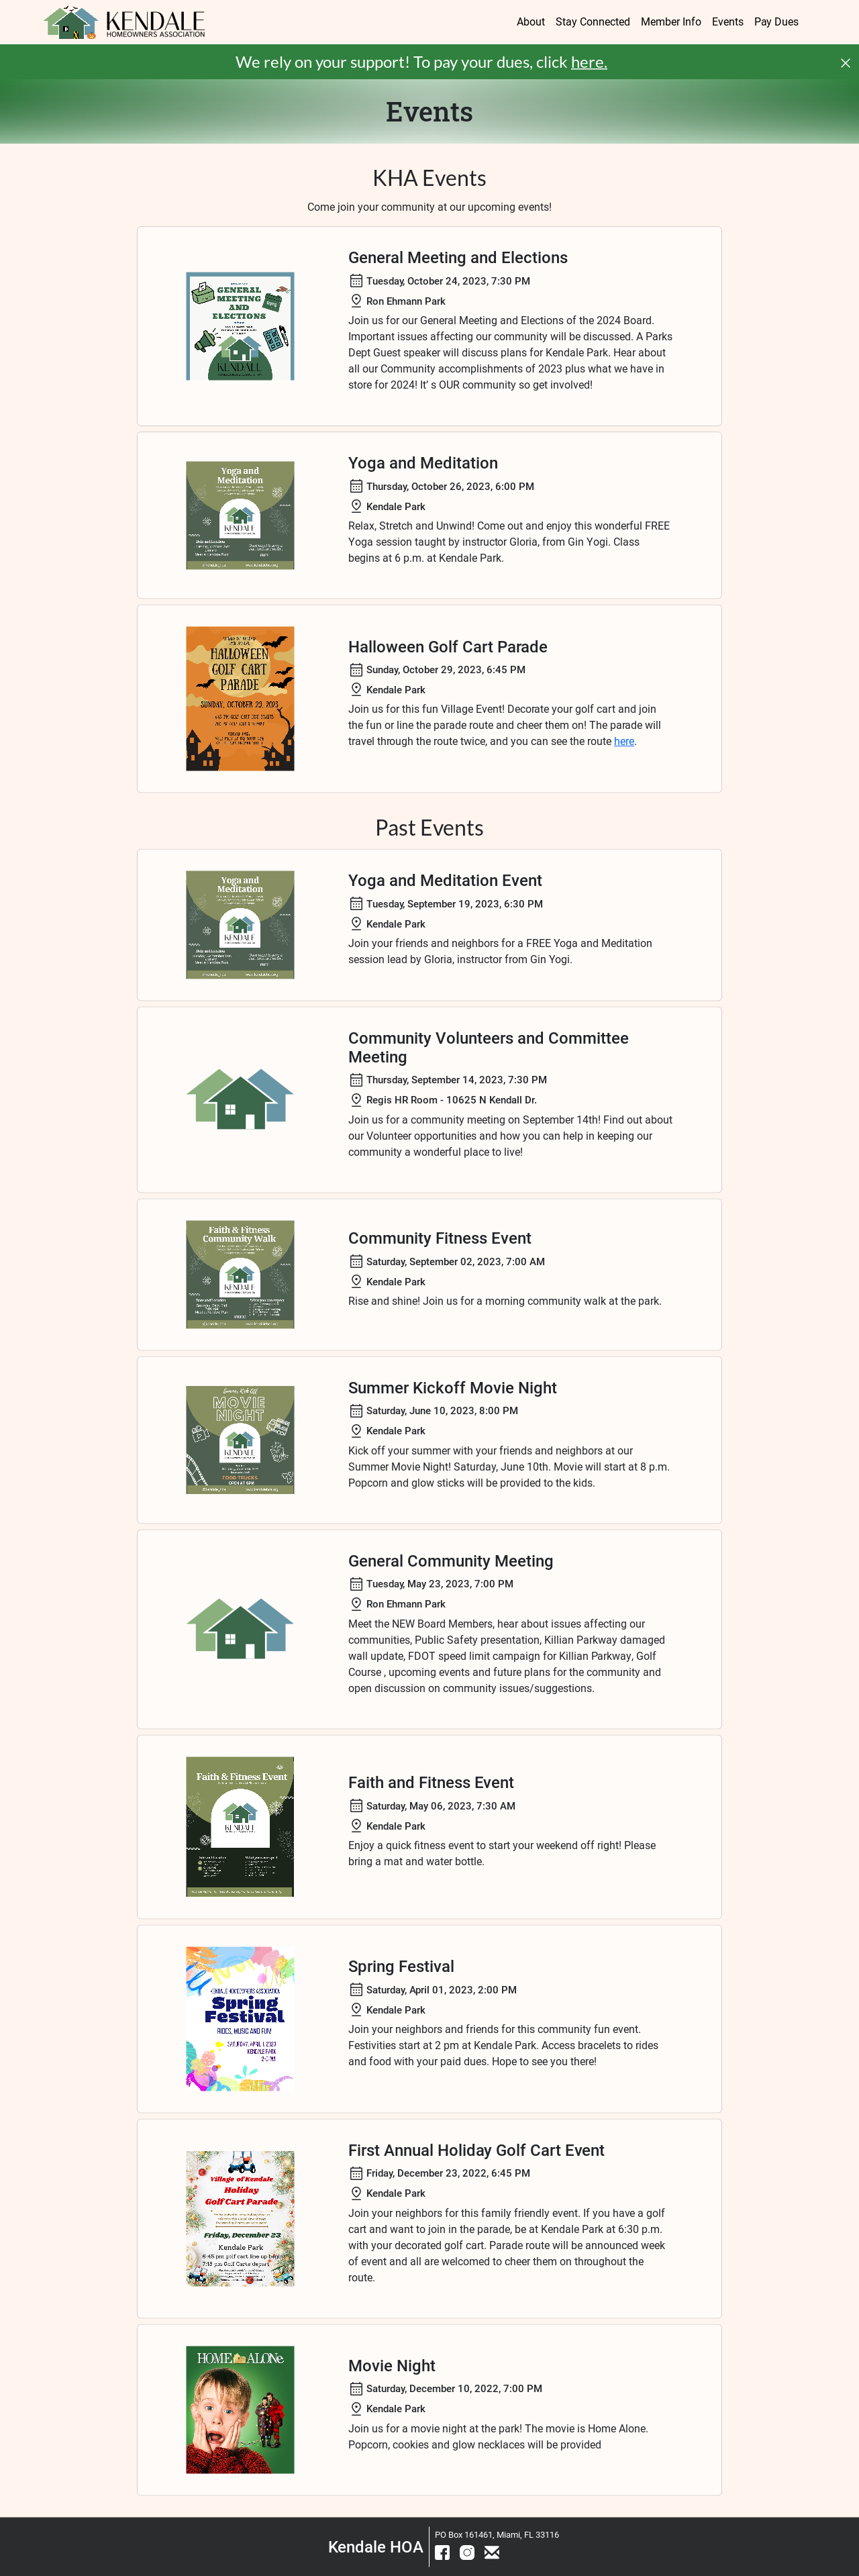 KENDALE
HOMEOWNERS ASSOCIATION
About Stay Connected Member Info Events Pay Dues
We rely on your support! To pay your dues, click here.
Events
KHA Events
Come join your community at our upcoming events!
GENERAL
MEETING
AND
ELECTIONS
KENDALE
General Meeting and Elections
Tuesday, October 24, 2023, 7:30 PM
Ron Ehmann Park
Join us for our General Meeting and Elections of the 2024 Board.
Important issues affecting our community will be discussed. A Parks
Dept Guest speaker will discuss plans for Kendale Park. Hear about
all our Community accomplishments of 2023 plus what we have in
store for 2024! It' s OUR community so get involved!
Yoga and
Meditation
KENDALE
Yoga and Meditation
Thursday, October 26, 2023, 6:00 PM
Kendale Park
Relax, Stretch and Unwind! Come out and enjoy this wonderful FREE
Yoga session taught by instructor Gloria, from Gin Yogi. Class
begins at 6 p.m. at Kendale Park.
HALLOWEEN
GOLF CART
PARADE
SUNDAY, OCTOBER 29, 2023
Halloween Golf Cart Parade
Sunday, October 29, 2023, 6:45 PM
Kendale Park
Join us for this fun Village Event! Decorate your golf cart and join
the fun or line the parade route and cheer them on! The parade will
travel through the route twice, and you can see the route here.
Past Events
Yoga and
Meditation
KENDALE
Yoga and Meditation Event
Tuesday, September 19, 2023, 6:30 PM
Kendale Park
Join your friends and neighbors for a FREE Yoga and Meditation
session lead by Gloria, instructor from Gin Yogi.
Community Volunteers and Committee
Meeting
Thursday, September 14, 2023, 7:30 PM
Regis HR Room - 10625 N Kendall Dr.
Join us for a community meeting on September 14th! Find out about
our Volunteer opportunities and how you can help in keeping our
community a wonderful place to live!
Faith & Fitness
Community Walk
KENDALE
Community Fitness Event
Saturday, September 02, 2023, 7:00 AM
Kendale Park
Rise and shine! Join us for a morning community walk at the park.
Summer Kick Off
MOVIE
NIGHT
KENDALE
FOOD TRUCKS
Summer Kickoff Movie Night
Saturday, June 10, 2023, 8:00 PM
Kendale Park
Kick off your summer with your friends and neighbors at our
Summer Movie Night! Saturday, June 10th. Movie will start at 8 p.m.
Popcorn and glow sticks will be provided to the kids.
General Community Meeting
Tuesday, May 23, 2023, 7:00 PM
Ron Ehmann Park
Meet the NEW Board Members, hear about issues affecting our
communities, Public Safety presentation, Killian Parkway damaged
wall update, FDOT speed limit campaign for Killian Parkway, Golf
Course , upcoming events and future plans for the community and
open discussion on community issues/suggestions.
Faith & Fitness Event
KENDALE
Faith and Fitness Event
Saturday, May 06, 2023, 7:30 AM
Kendale Park
Enjoy a quick fitness event to start your weekend off right! Please
bring a mat and water bottle.
KENDALE HOMEOWNERS ASSOCIATION
Spring
Festival
RIDES, MUSIC AND FUN!
SATURDAY, APRIL 1, 2023
KENDALE PARK
Spring Festival
Saturday, April 01, 2023, 2:00 PM
Kendale Park
Join your neighbors and friends for this community fun event.
Festivities start at 2 pm at Kendale Park. Access bracelets to rides
and food with your paid dues. Hope to see you there!
Village of Kendale
Holiday
Golf Cart Parade
Friday, December 23
Kendale Park
6:45 pm golf cart line up begins
7:15 pm Golf Carts depart
First Annual Holiday Golf Cart Event
Friday, December 23, 2022, 6:45 PM
Kendale Park
Join your neighbors for this family friendly event. If you have a golf
cart and want to join in the parade, be at Kendale Park at 6:30 p.m.
with your decorated golf cart. Parade route will be announced week
of event and all are welcomed to cheer them on throughout the
route.
HOME ALONE
Movie Night
Saturday, December 10, 2022, 7:00 PM
Kendale Park
Join us for a movie night at the park! The movie is Home Alone.
Popcorn, cookies and glow necklaces will be provided
Kendale HOA
PO Box 161461, Miami, FL 33116